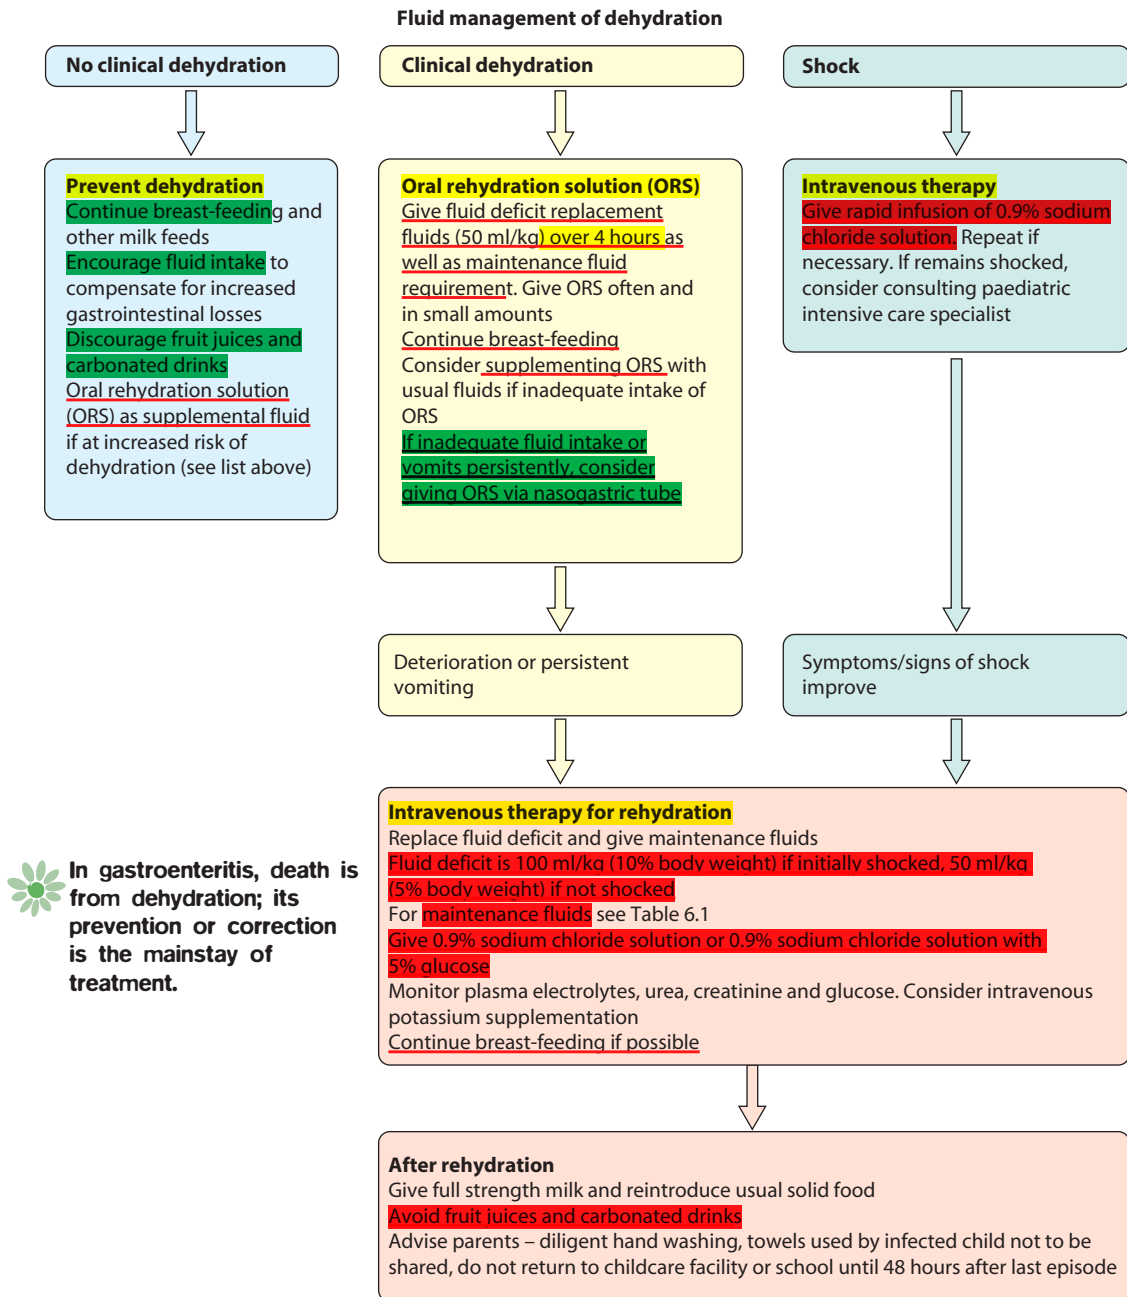 Fluid management of dehydration
No clinical dehydration
Prevent dehydration
Continue breast-feeding and
other milk feeds
Encourage fluid intake to
compensate for increased
gastrointestinal losses
Discourage fruit juices and
carbonated drinks
Oral rehydration solution
(ORS) as supplemental fluid
if at increased risk of
dehydration (see list above)
Clinical dehydration
Oral rehydration solution (ORS)
Give fluid deficit replacement
fluids (50 ml/kg) over 4 hours as
well as maintenance fluid
requirement. Give ORS often and
in small amounts
Continue breast-feeding
Consider supplementing ORS with
usual fluids if inadequate intake of
ORS
If inadequate fluid intake or
vomits persistently, consider
giving ORS via nasogastric tube
Deterioration or persistent
vomiting
Shock
Intravenous therapy
Give rapid infusion of 0.9% sodium
chloride solution. Repeat if
necessary. If remains shocked,
consider consulting paediatric
intensive care specialist
Symptoms/signs of shock
improve
In gastroenteritis, death is
from dehydration; its
prevention or correction
is the mainstay of
treatment.
Intravenous therapy for rehydration
Replace fluid deficit and give maintenance fluids
Fluid deficit is 100 ml/kg (10% body weight) if initially shocked, 50 ml/kg
(5% body weight) if not shocked
For maintenance fluids see Table 6.1
Give 0.9% sodium chloride solution or 0.9% sodium chloride solution with
5% glucose
Monitor plasma electrolytes, urea, creatinine and glucose. Consider intravenous
potassium supplementation
Continue breast-feeding if possible
After rehydration
Give full strength milk and reintroduce usual solid food
Avoid fruit juices and carbonated drinks
Advise parents – diligent hand washing, towels used by infected child not to be
shared, do not return to childcare facility or school until 48 hours after last episode